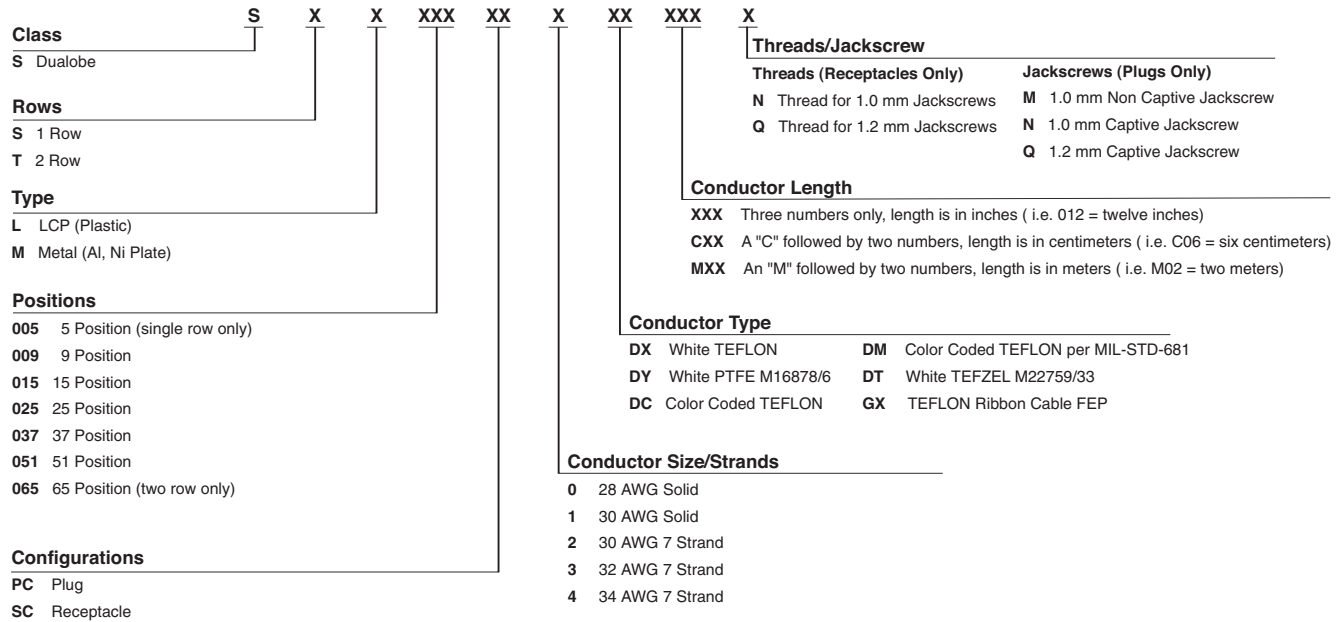 S X X XXX XX X XX XXX X
Class
S Dualobe
Rows
S 1 Row
T 2 Row
Type
L LCP (Plastic)
M Metal (Al, Ni Plate)
Positions
005 5 Position (single row only)
009 9 Position
015 15 Position
025 25 Position
037 37 Position
051 51 Position
065 65 Position (two row only)
Configurations
PC Plug
SC Receptacle
Conductor Size/Strands
0 28 AWG Solid
1 30 AWG Solid
2 30 AWG 7 Strand
3 32 AWG 7 Strand
4 34 AWG 7 Strand
Conductor Type
DX White TEFLON
DY White PTFE M16878/6
DC Color Coded TEFLON
DM Color Coded TEFLON per MIL-STD-681
DT White TEFZEL M22759/33
GX TEFLON Ribbon Cable FEP
Conductor Length
XXX Three numbers only, length is in inches ( i.e. 012 = twelve inches)
CXX A "C" followed by two numbers, length is in centimeters ( i.e. C06 = six centimeters)
MXX An "M" followed by two numbers, length is in meters ( i.e. M02 = two meters)
Threads/Jackscrew
Threads (Receptacles Only)
N Thread for 1.0 mm Jackscrews
Q Thread for 1.2 mm Jackscrews
Jackscrews (Plugs Only)
M 1.0 mm Non Captive Jackscrew
N 1.0 mm Captive Jackscrew
Q 1.2 mm Captive Jackscrew